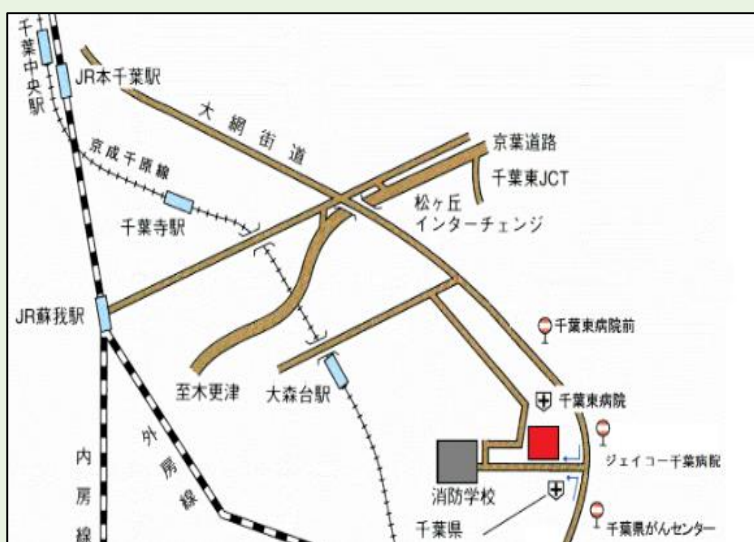 千葉中央駅
JR本千葉駅
大網街道
京成千原線
京葉道路
千葉東JCT
松ヶ丘
インターチェンジ
千葉寺駅
JR蘇我駅
千葉東病院前
至木更津
大森台駅
千葉東病院
外房線
内房線
ジェイコー千葉病院
消防学校
千葉県
千葉県がんセンター